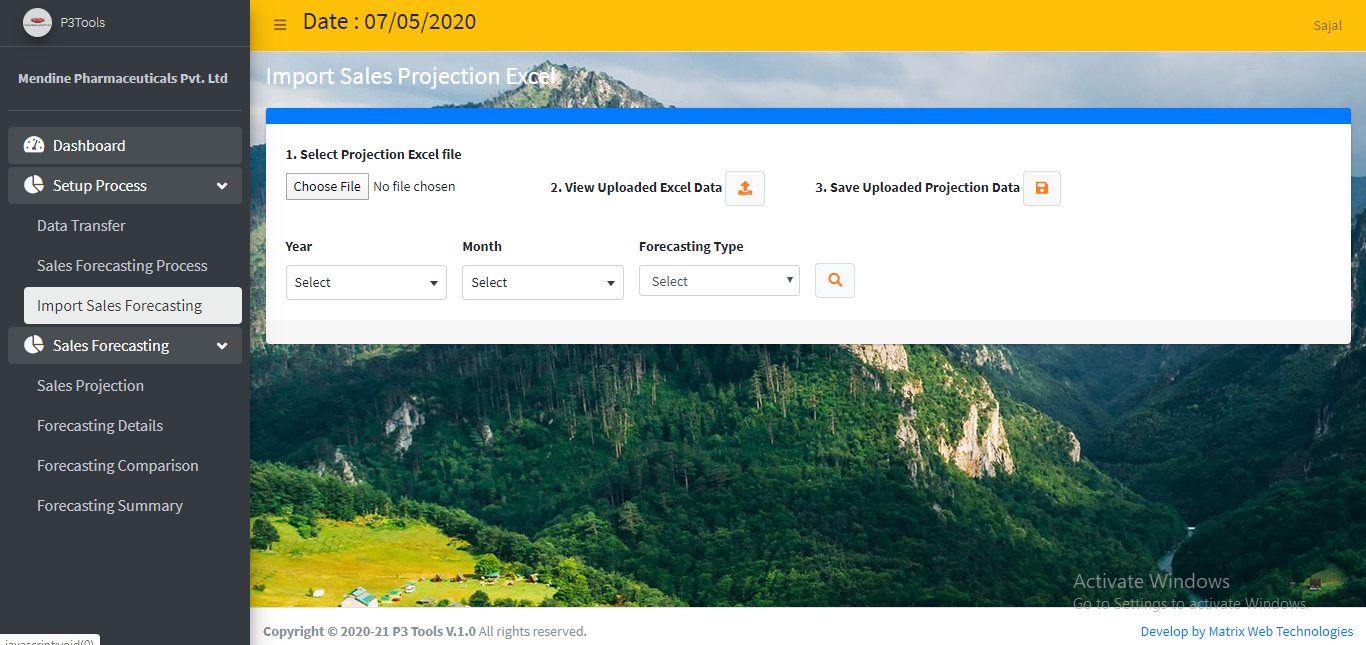 P3Tools
Date : 07/05/2020
Sajal
Mendine Pharmaceuticals Pvt. Ltd
Dashboard
Setup Process
Data Transfer
Sales Forecasting Process
Import Sales Forecasting
Sales Forecasting
Sales Projection
Forecasting Details
Forecasting Comparison
Forecasting Summary
Import Sales Projection Excel
1. Select Projection Excel file
Choose File No file chosen
2. View Uploaded Excel Data
3. Save Uploaded Projection Data
Year Month Forecasting Type
Select Select Select
Activate Windows
Go to Settings to activate Windows.
Copyright © 2020-21 P3 Tools V.1.0 All rights reserved.
Develop by Matrix Web Technologies
javascript:void(0)